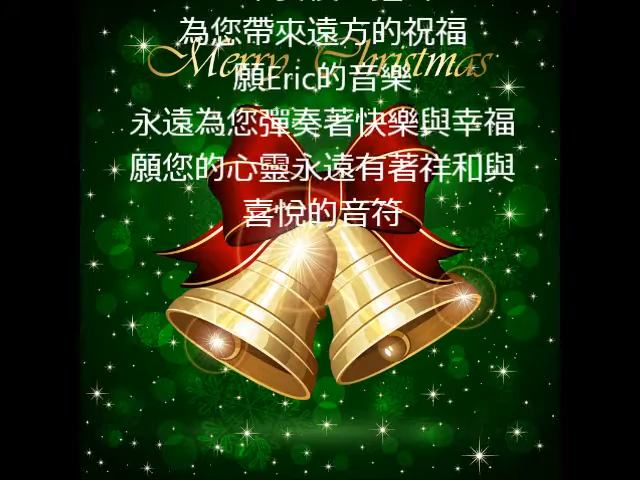 為您帶來遠方的祝福
Merry Christmas
願Eric的音樂
永遠為您彈奏著快樂與幸福
願您的心靈永遠有著祥和與
喜悅的音符